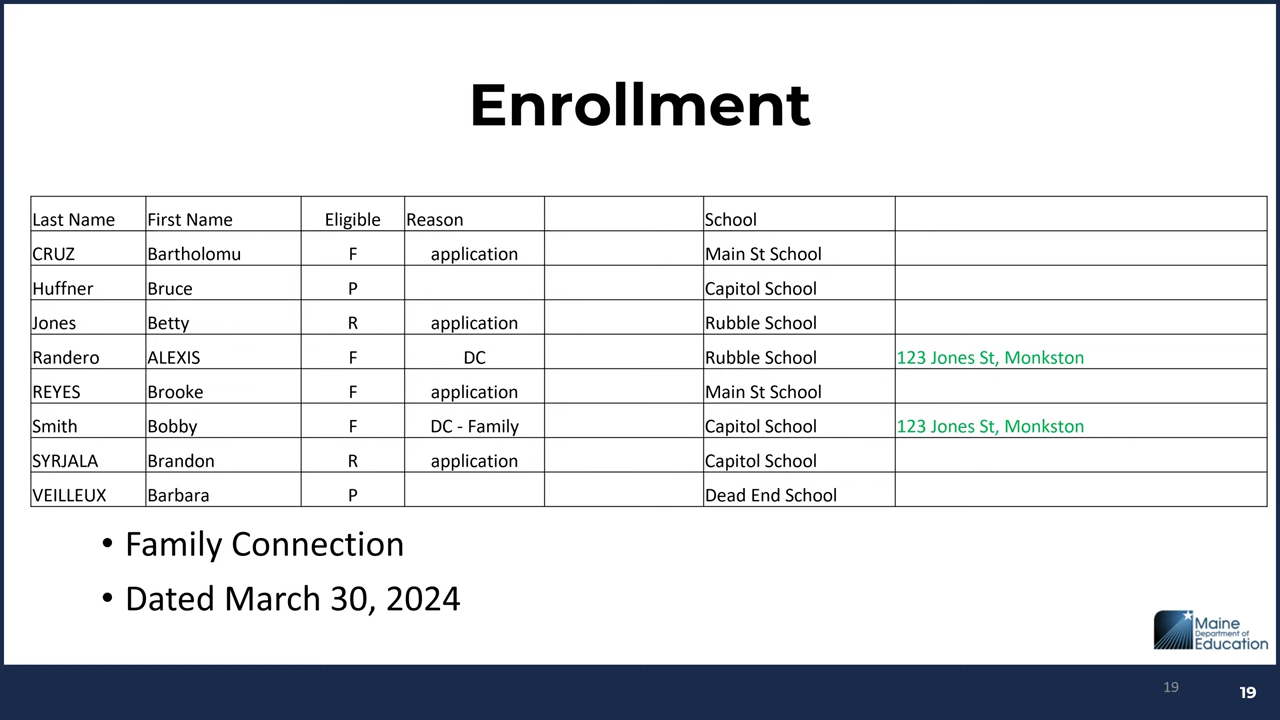 Enrollment
Last Name First Name Eligible Reason School
CRUZ Bartholomu F application Main St School
Huffner Bruce P Capitol School
Jones Betty R application Rubble School
Randero ALEXIS F DC Rubble School 123 Jones St, Monkston
REYES Brooke F application Main St School
Smith Bobby F DC - Family Capitol School 123 Jones St, Monkston
SYRJALA Brandon R application Capitol School
VEILLEUX Barbara P Dead End School
• Family Connection
• Dated March 30, 2024
Maine
Department of
Education
19
19